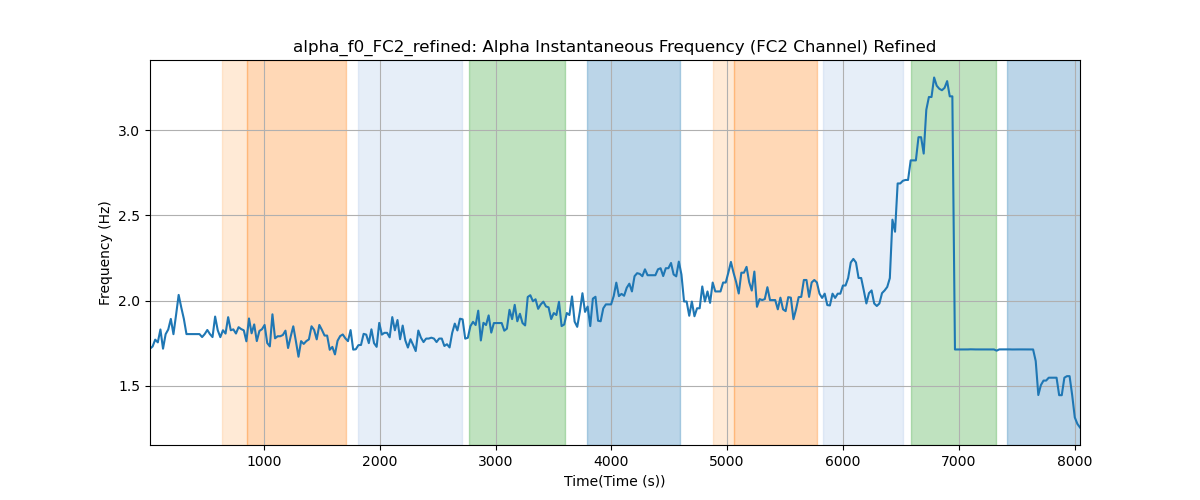 alpha_f0_FC2_refined: Alpha Instantaneous Frequency (FC2 Channel) Refined
3.0
2.5
2.0
1.5
Frequency (Hz)
1000 2000 3000 4000 5000 6000 7000 8000
Time(Time (s))